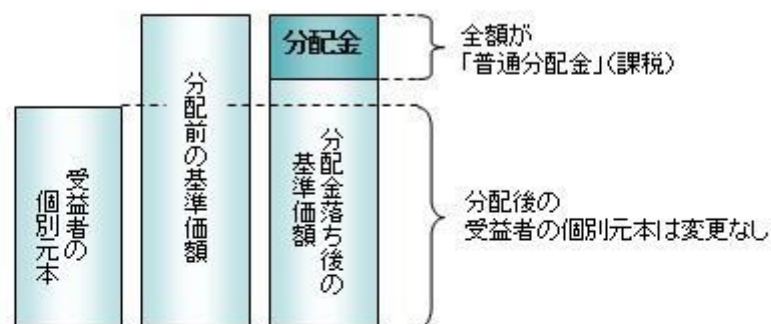 受益者の
個別元本
分配前の基準価額
分配金
分配金落ち後の
基準価額
全額が
「普通分配金」(課税)
分配後の
受益者の個別元本は変更なし